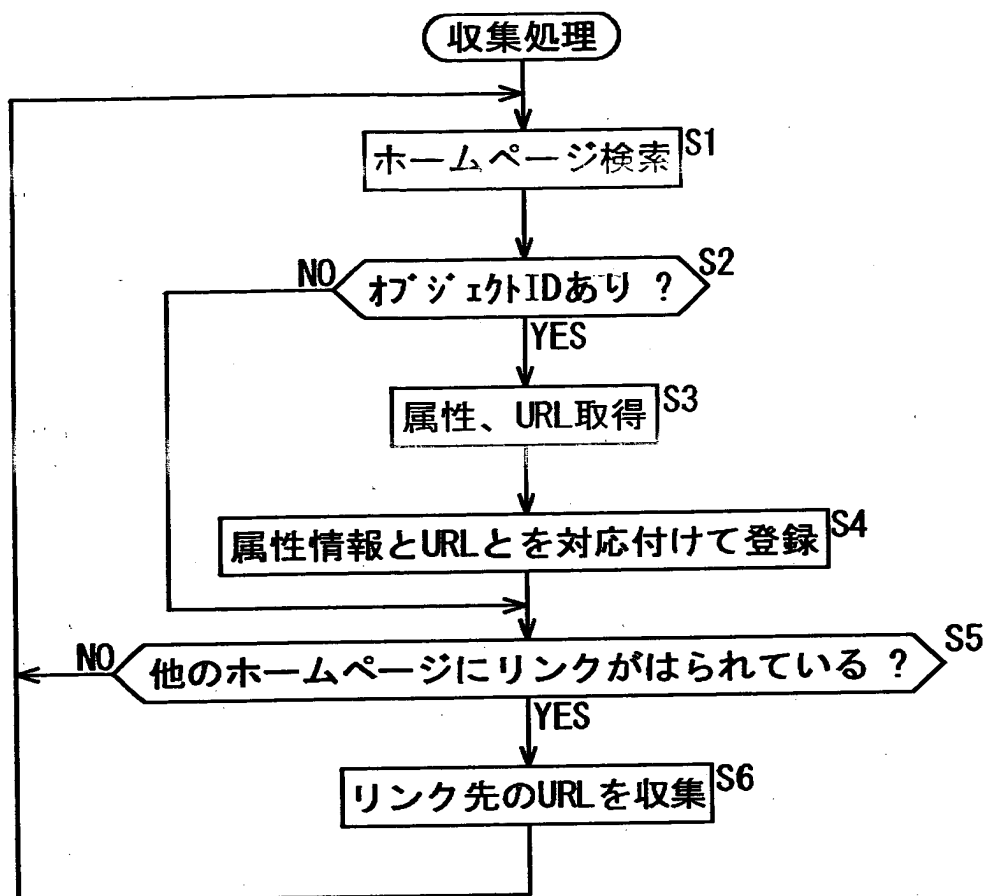 収集処理
ホームページ検索
S1
オブジェクトIDあり ?
S2
NO
YES
属性、URL取得
S3
属性情報とURLとを対応付けて登録
S4
他のホームページにリンクがはられている ?
S5
NO
YES
リンク先のURLを収集
S6